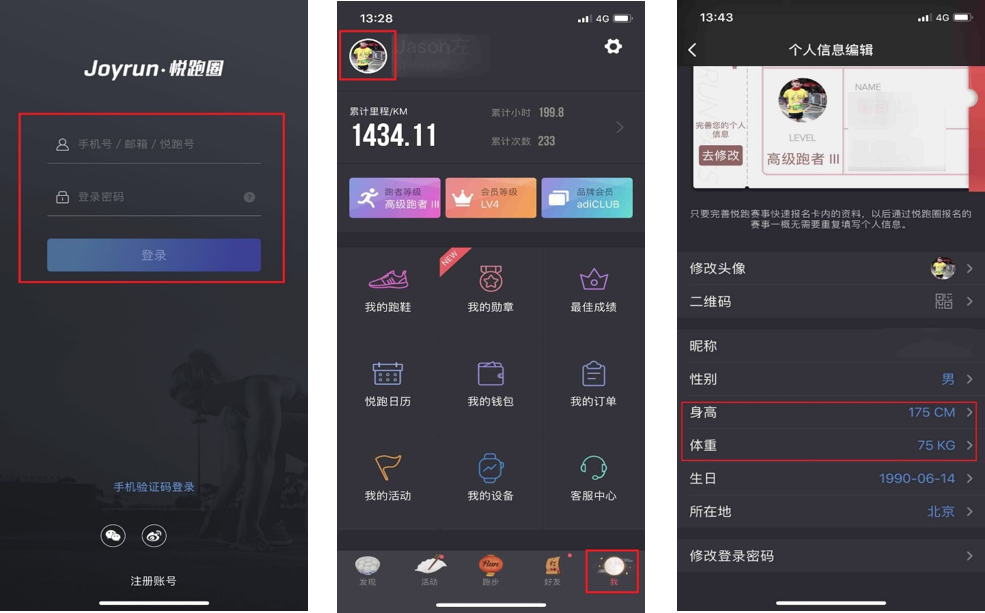 Joyrun·悦跑圈
手机号 / 邮箱 / 悦跑号
登录密码
?
登录
手机验证码登录
注册账号
13:28
4G
Jason左
累计里程/KM
1434.11
累计小时 199.8
累计次数 233
跑者等级
高级跑者 III
会员等级
LV4
品牌会员
adiCLUB
NEW
我的跑鞋
我的勋章
最佳成绩
悦跑日历
我的钱包
我的订单
我的活动
我的设备
客服中心
发现
活动
Run
跑步
好友
我
13:43
4G
个人信息编辑
完善您的个人
信息
去修改
NAME
LEVEL
高级跑者 III
只要完善悦跑赛事快速报名卡内的资料，以后通过悦跑圈报名的
赛事一概无需要重复填写个人信息。
修改头像
二维码
昵称
性别 男
身高 175 CM
体重 75 KG
生日 1990-06-14
所在地 北京
修改登录密码